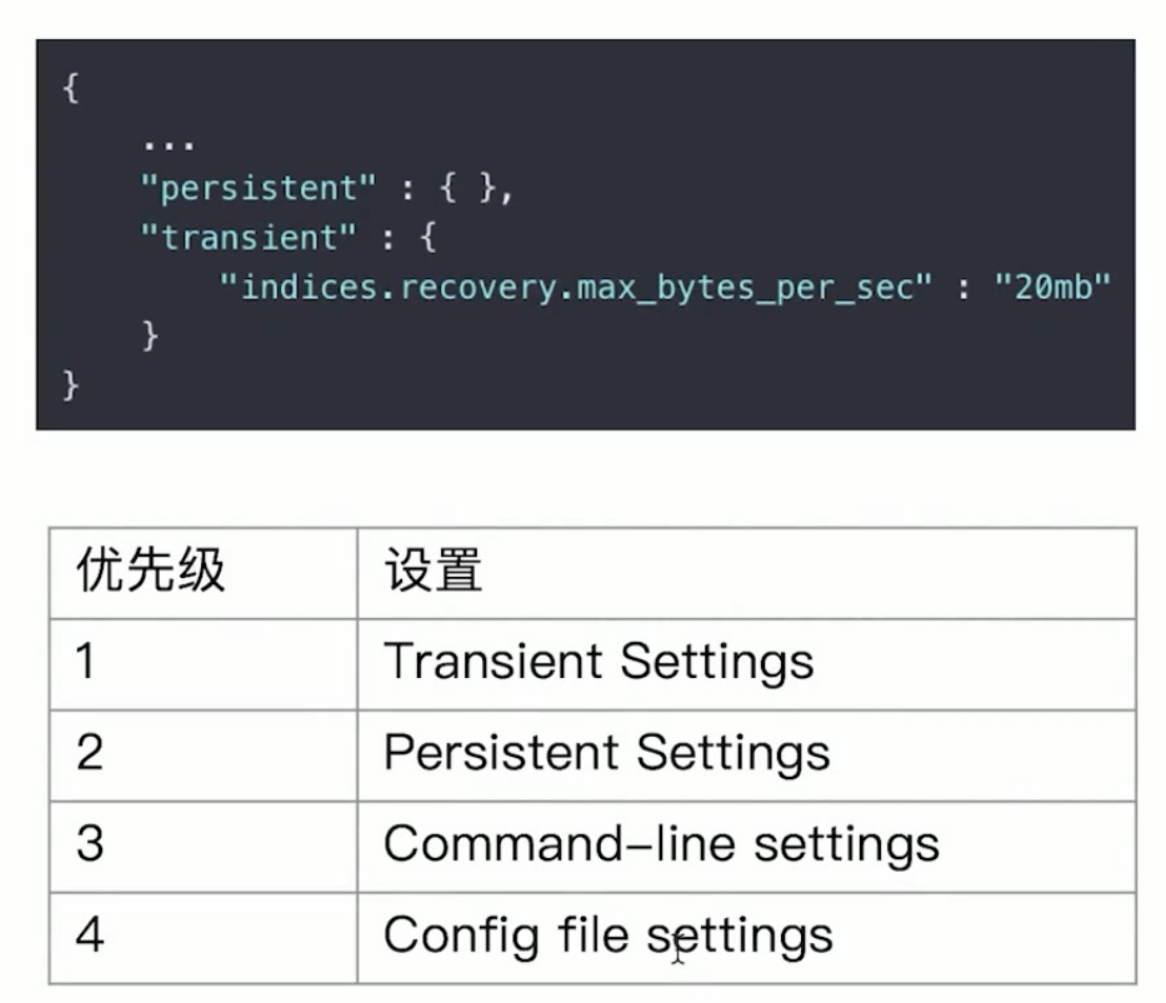 {
...
"persistent" : { },
"transient" : {
"indices.recovery.max_bytes_per_sec" : "20mb"
}
}
优先级 设置
1 Transient Settings
2 Persistent Settings
3 Command–line settings
4 Config file settings